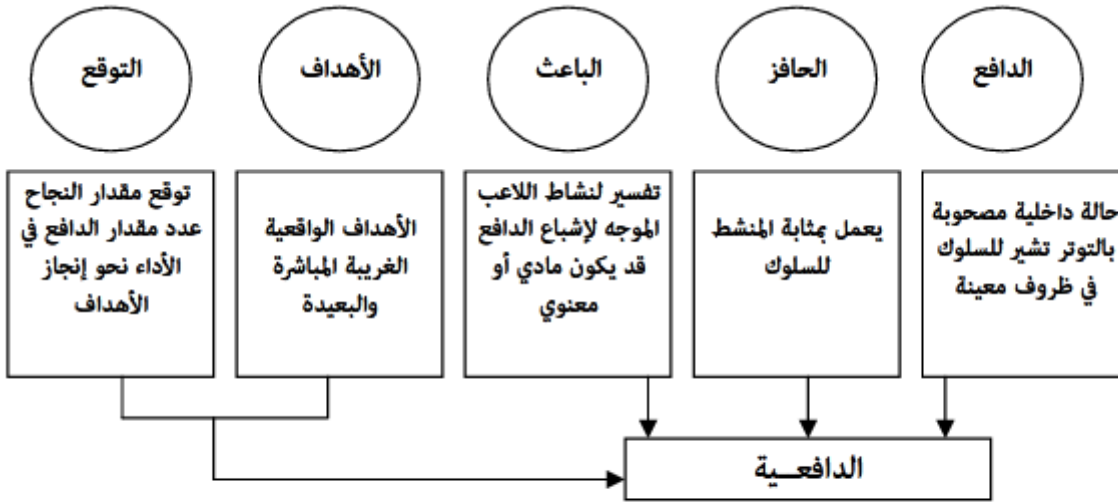 الدافع
الحافز
الباعث
الأهداف
التوقع
حالة داخلية مصحوبة
بالتوتر تشير للسلوك
في ظروف معينة
يعمل بمثابة المنشط
للسلوك
تفسير لنشاط اللاعب
الموجه لإشباع الدافع
قد يكون مادي أو
معنوي
الأهداف الواقعية
الغريبة المباشرة
والبعيدة
توقع مقدار النجاح
عدد مقدار الدافع في
الأداء نحو إنجاز
الأهداف
الدافعـــية